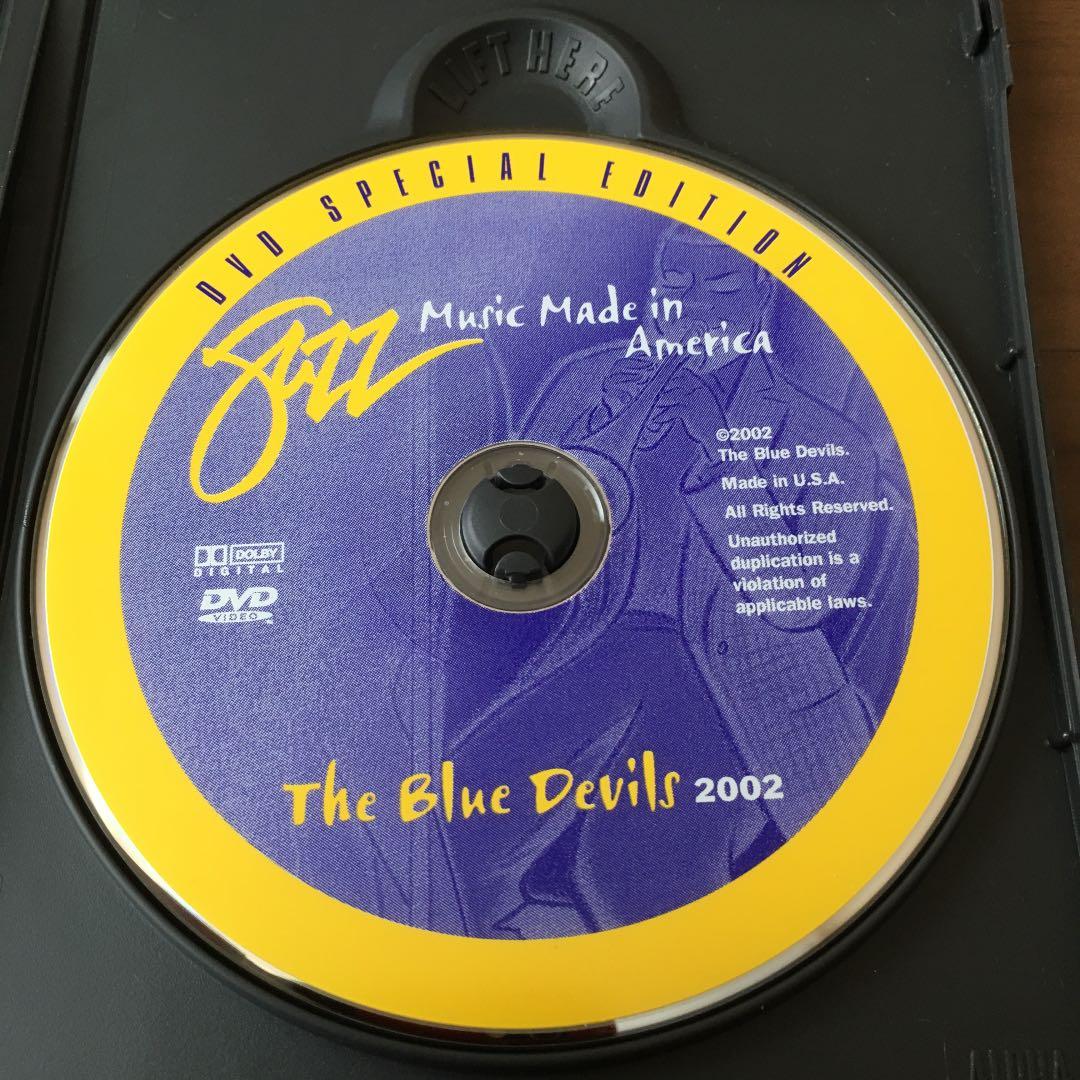 LIFT HERE
DVD SPECIAL EDITION
Jazz Music Made in
America
©2002
The Blue Devils.
Made in U.S.A.
All Rights Reserved.
Unauthorized
duplication is a
violation of
applicable laws.
DOLBY
DIGITAL
DVD
VIDEO
The Blue Devils 2002